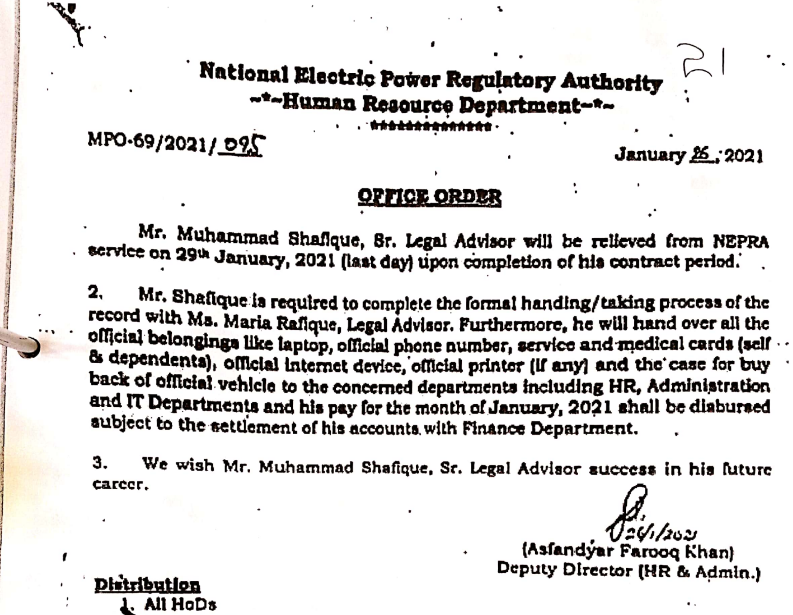 21
National Electric Power Regulatory Authority
~*~Human Resource Department~*~
**************
MPO-69/2021/ 095
January 26, 2021
OFFICE ORDER
Mr. Muhammad Shafique, Sr. Legal Advisor will be relieved from NEPRA
service on 29th January, 2021 (last day) upon completion of his contract period.
2. Mr. Shafique is required to complete the formal handing/taking process of the
record with Ms. Maria Rafique, Legal Advisor. Furthermore, he will hand over all the
official belongings like laptop, official phone number, service and medical cards (self
& dependents), official internet device, official printer (if any) and the case for buy
back of official vehicle to the concerned departments including HR, Administration
and IT Departments and his pay for the month of January, 2021 shall be disbursed
subject to the settlement of his accounts with Finance Department.
3. We wish Mr. Muhammad Shafique, Sr. Legal Advisor success in his future
career.
26/1/2021
(Asfandyar Farooq Khan)
Deputy Director (HR & Admin.)
Distribution
1. All HoDs